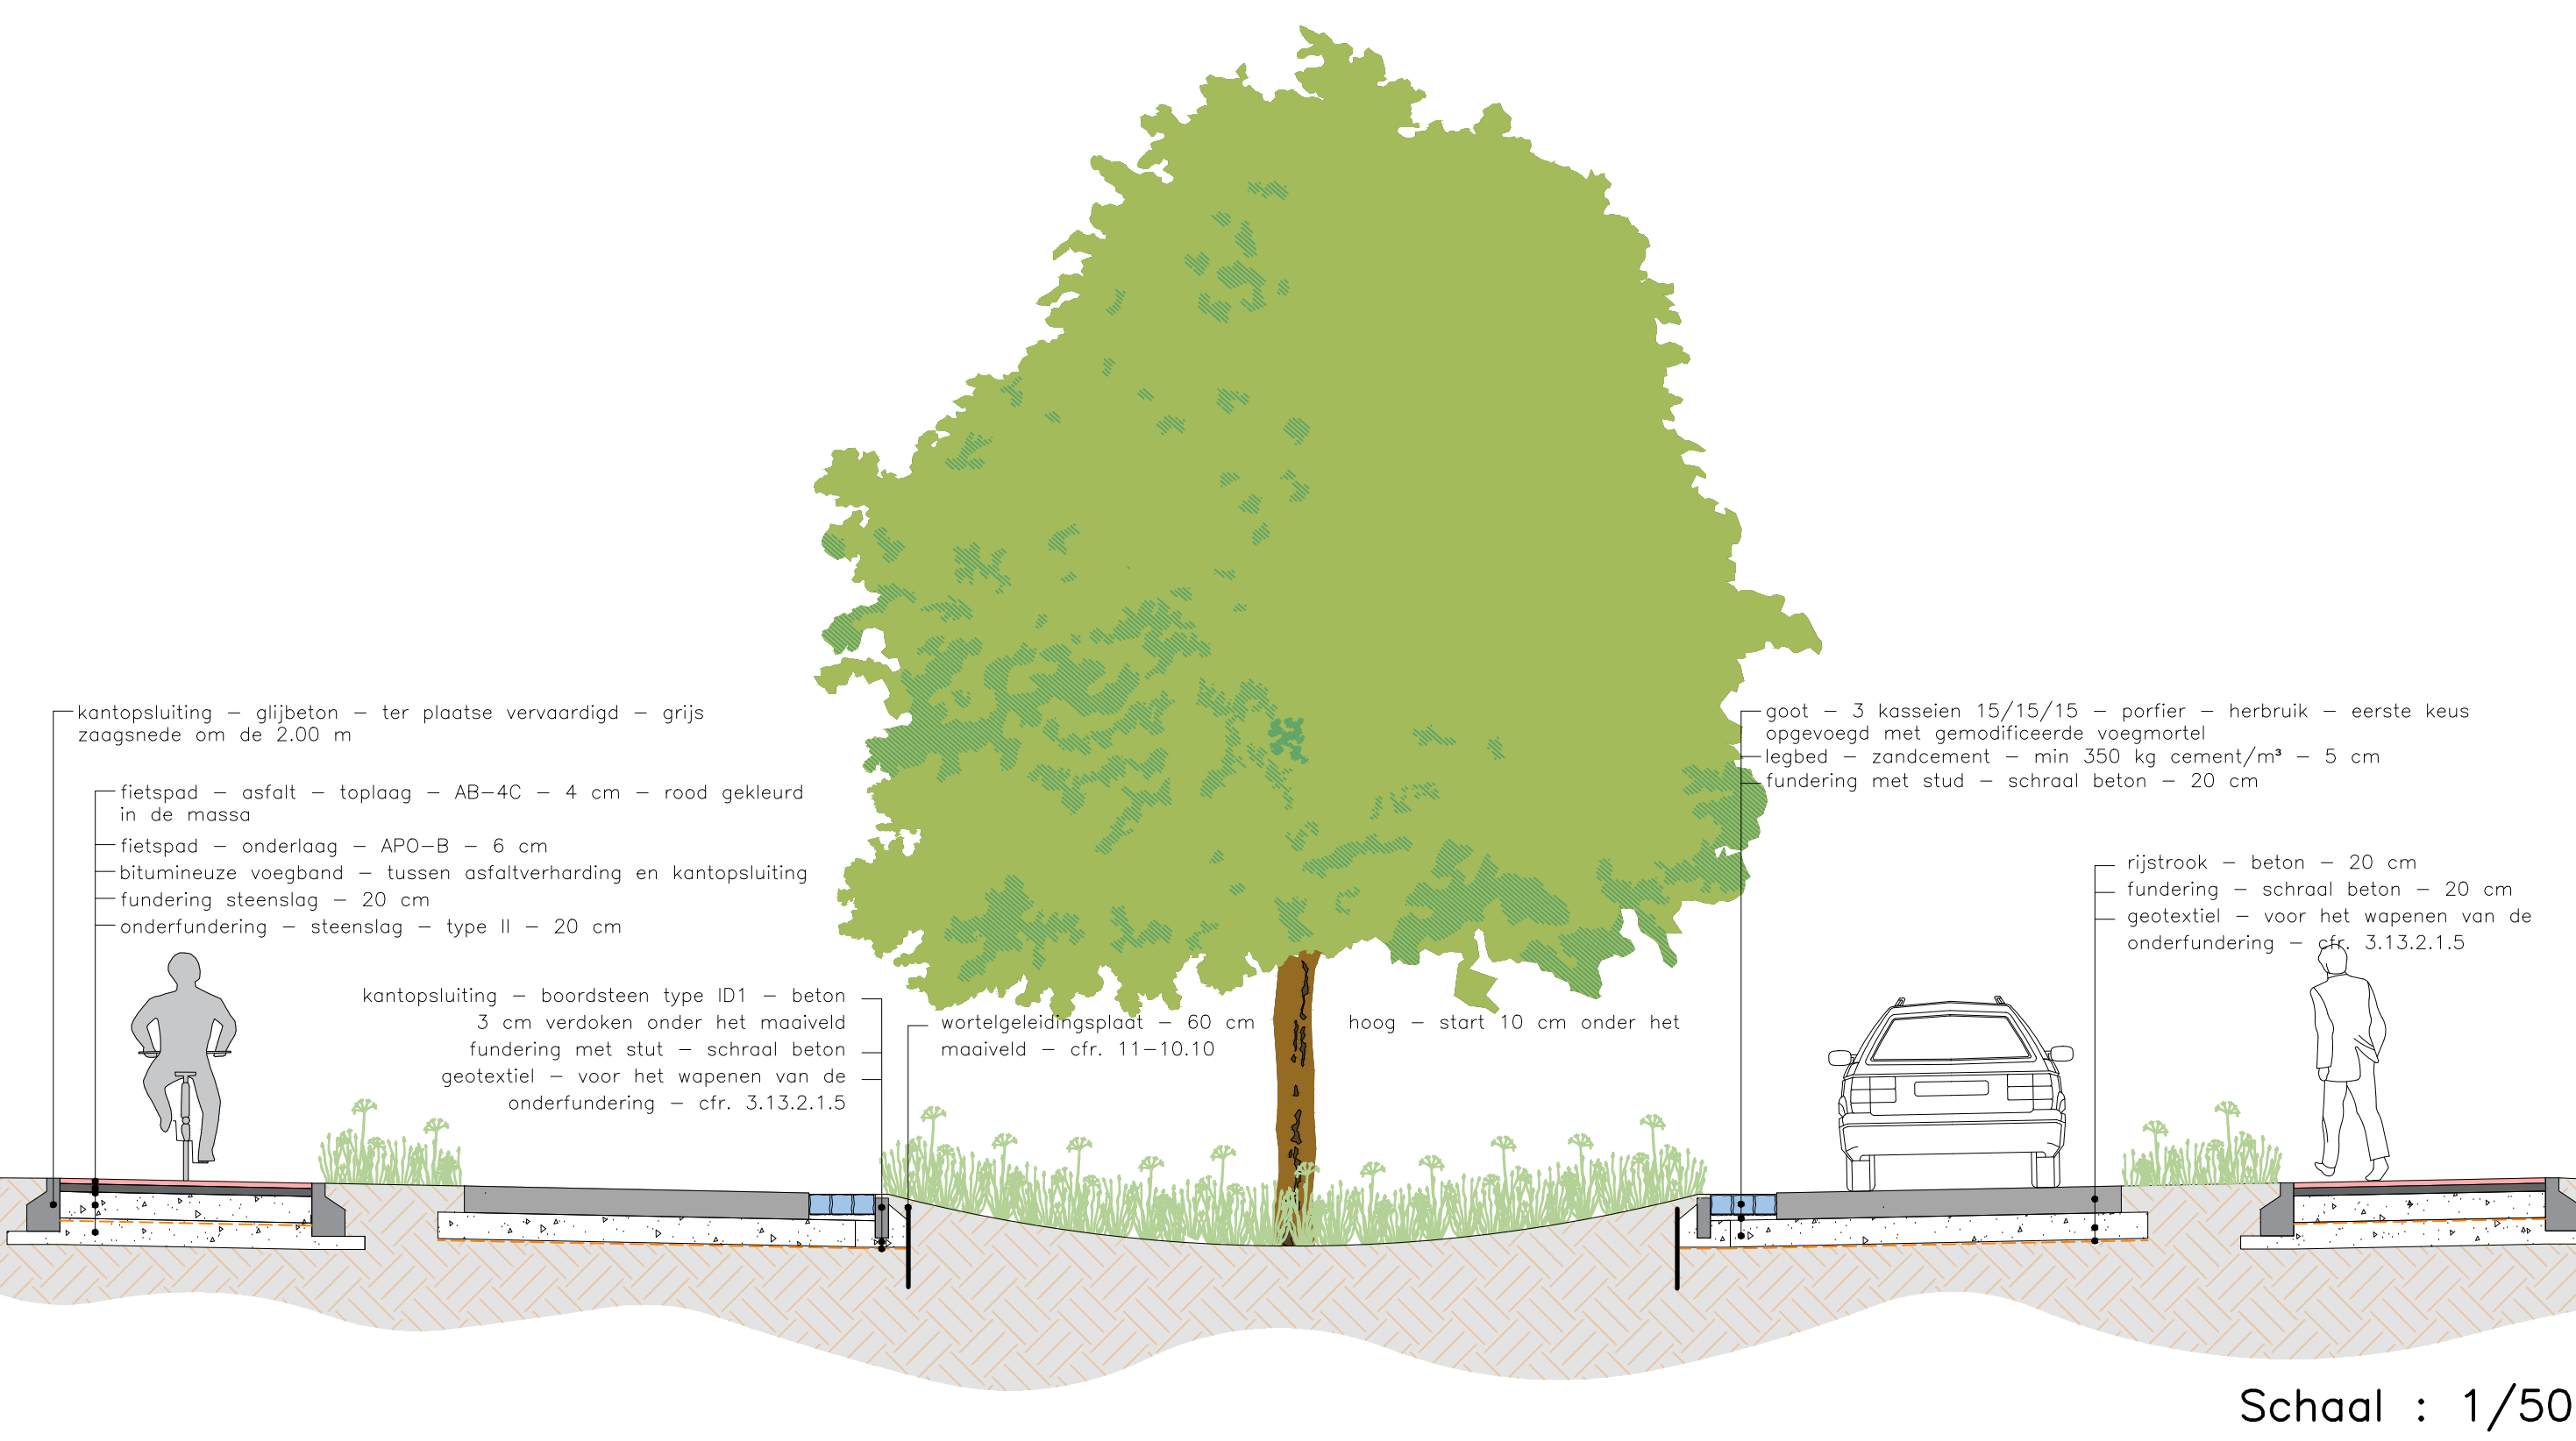 kantopsluiting – glijbeton – ter plaatse vervaardigd – grijs
zaagsnede om de 2.00 m
fietspad – asfalt – toplaag – AB-4C – 4 cm – rood gekleurd
in de massa
fietspad – onderlaag – APO-B – 6 cm
bitumineuze voegband – tussen asfaltverharding en kantopsluiting
fundering steenslag – 20 cm
onderfundering – steenslag – type II – 20 cm
kantopsluiting – boordsteen type ID1 – beton
3 cm verdoken onder het maaiveld
fundering met stut – schraal beton
geotextiel – voor het wapenen van de
onderfundering – cfr. 3.13.2.1.5
wortelgeleidingsplaat – 60 cm hoog – start 10 cm onder het
maaiveld – cfr. 11-10.10
goot – 3 kasseien 15/15/15 – porfier – herbruik – eerste keus
opgevoegd met gemodificeerde voegmortel
legbed – zandcement – min 350 kg cement/m³ – 5 cm
fundering met stud – schraal beton – 20 cm
rijstrook – beton – 20 cm
fundering – schraal beton – 20 cm
geotextiel – voor het wapenen van de
onderfundering – cfr. 3.13.2.1.5
Schaal : 1/50